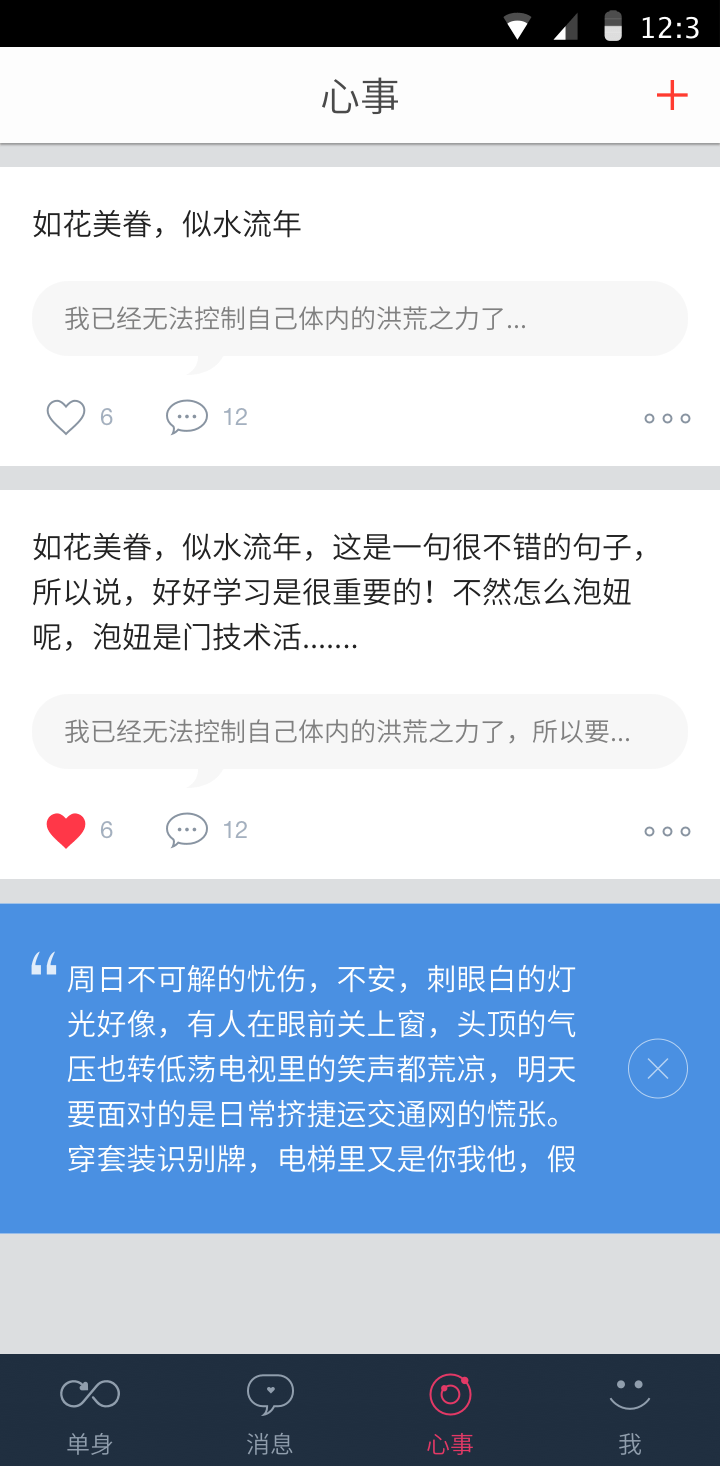 12:3
心事
如花美眷，似水流年
我已经无法控制自己体内的洪荒之力了...
6
12
如花美眷，似水流年，这是一句很不错的句子，
所以说，好好学习是很重要的！不然怎么泡妞
呢，泡妞是门技术活.......
我已经无法控制自己体内的洪荒之力了，所以要...
6
12
“
周日不可解的忧伤，不安，刺眼白的灯
光好像，有人在眼前关上窗，头顶的气
压也转低荡电视里的笑声都荒凉，明天
要面对的是日常挤捷运交通网的慌张。
穿套装识别牌，电梯里又是你我他，假
单身
消息
心事
我